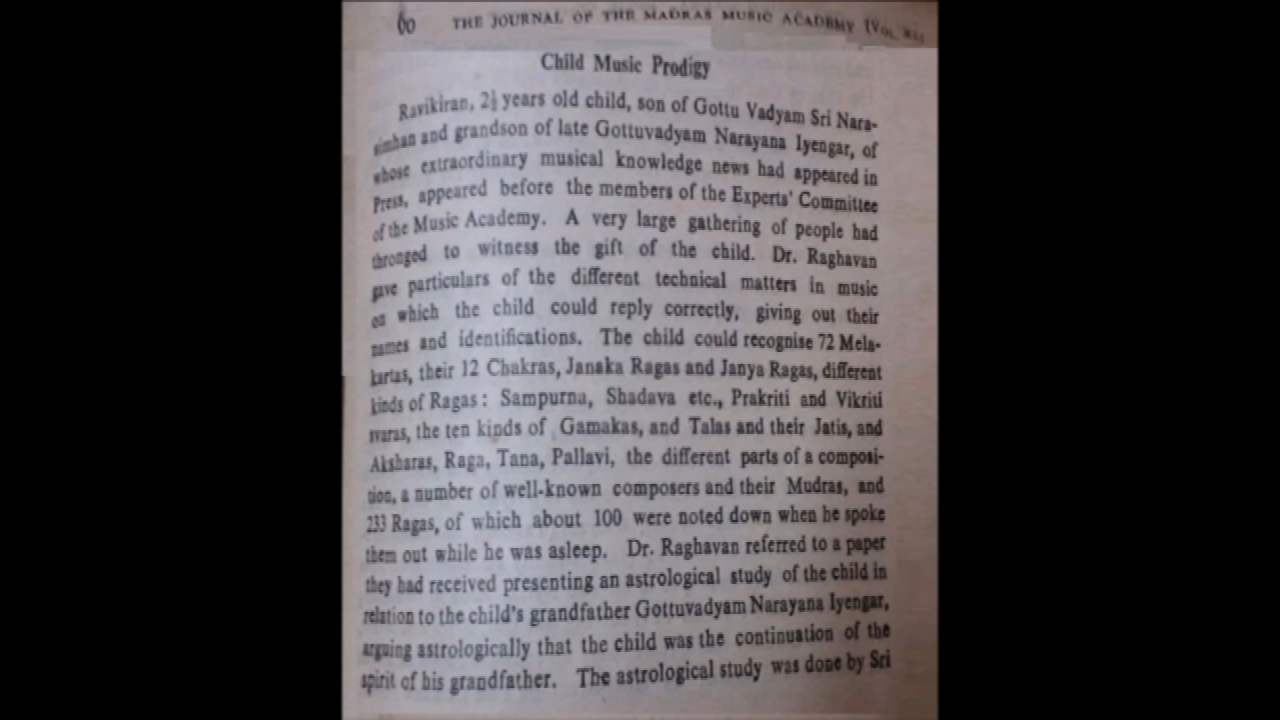 60 THE JOURNAL OF THE MADRAS MUSIC ACADEMY [VOL.
Child Music Prodigy
Ravikiran, 2½ years old child, son of Gottu Vadyam Sri Nara-
simhan and grandson of late Gottuvadyam Narayana Iyengar, of
whose extraordinary musical knowledge news had appeared in
Press, appeared before the members of the Experts' Committee
of the Music Academy. A very large gathering of people had
thronged to witness the gift of the child. Dr. Raghavan
gave particulars of the different technical matters in music
on which the child could reply correctly, giving out their
names and identifications. The child could recognise 72 Mela-
kartas, their 12 Chakras, Janaka Ragas and Janya Ragas, different
kinds of Ragas: Sampurna, Shadava etc., Prakriti and Vikriti
svaras, the ten kinds of Gamakas, and Talas and their Jatis, and
Aksharas, Raga, Tana, Pallavi, the different parts of a composi-
tion, a number of well-known composers and their Mudras, and
233 Ragas, of which about 100 were noted down when he spoke
them out while he was asleep. Dr. Raghavan referred to a paper
they had received presenting an astrological study of the child in
relation to the child's grandfather Gottuvadyam Narayana Iyengar,
arguing astrologically that the child was the continuation of the
spirit of his grandfather. The astrological study was done by Sri